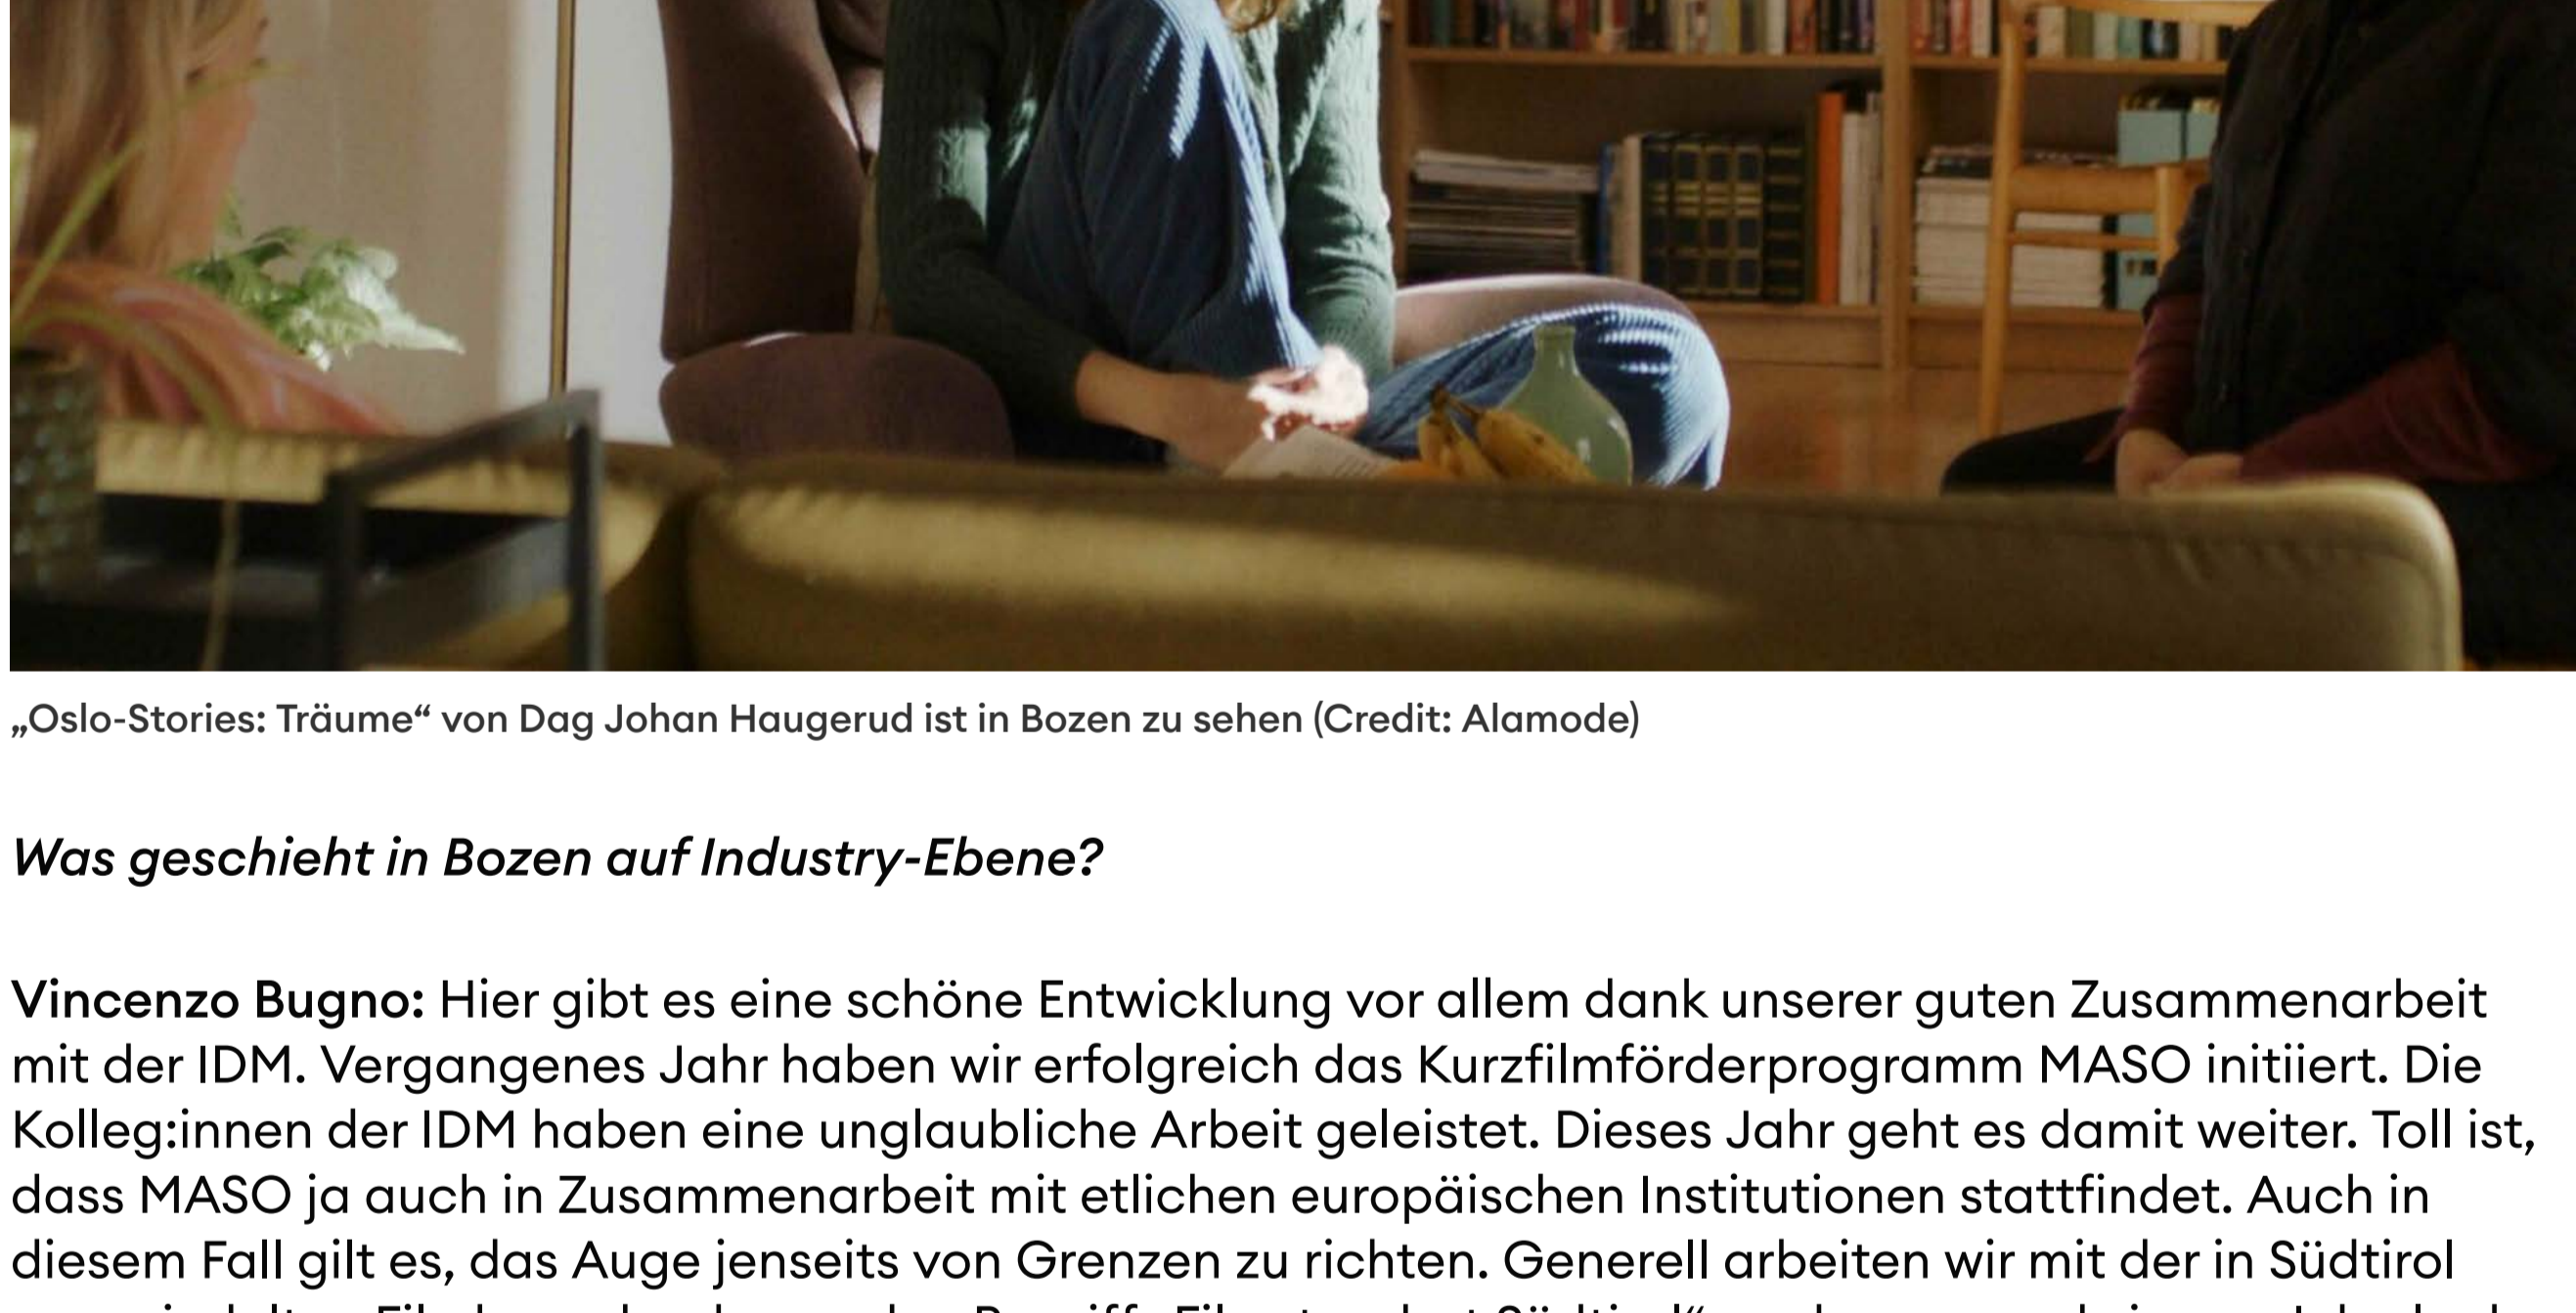 „Oslo-Stories: Träume“ von Dag Johan Haugerud ist in Bozen zu sehen (Credit: Alamode)
Was geschieht in Bozen auf Industry-Ebene?
Vincenzo Bugno: Hier gibt es eine schöne Entwicklung vor allem dank unserer guten Zusammenarbeit
mit der IDM. Vergangenes Jahr haben wir erfolgreich das Kurzfilmförderprogramm MASO initiiert. Die
Kolleg:innen der IDM haben eine unglaubliche Arbeit geleistet. Dieses Jahr geht es damit weiter. Toll ist,
dass MASO ja auch in Zusammenarbeit mit etlichen europäischen Institutionen stattfindet. Auch in
diesem Fall gilt es, das Auge jenseits von Grenzen zu richten. Generell arbeiten wir mit der in Südtirol